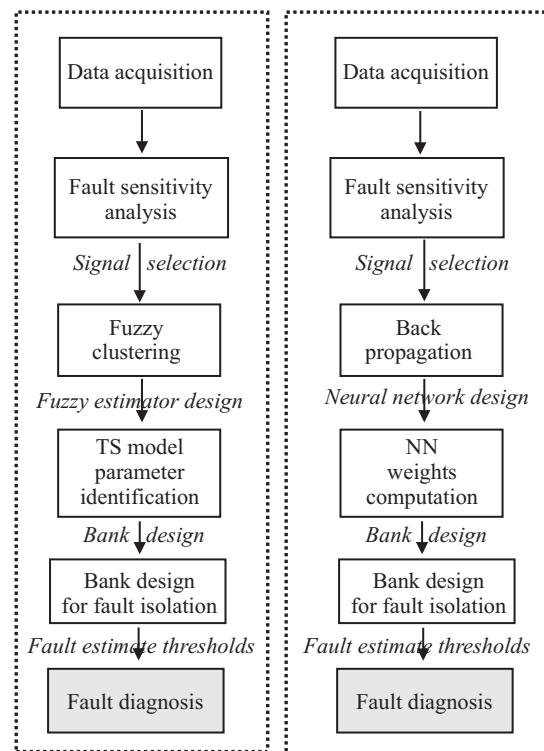 Data acquisition
Fault sensitivity
analysis
Signal selection
Fuzzy
clustering
Fuzzy estimator design
TS model
parameter
identification
Bank design
Bank design
for fault isolation
Fault estimate thresholds
Fault diagnosis
Data acquisition
Fault sensitivity
analysis
Signal selection
Back
propagation
Neural network design
NN
weights
computation
Bank design
Bank design
for fault isolation
Fault estimate thresholds
Fault diagnosis